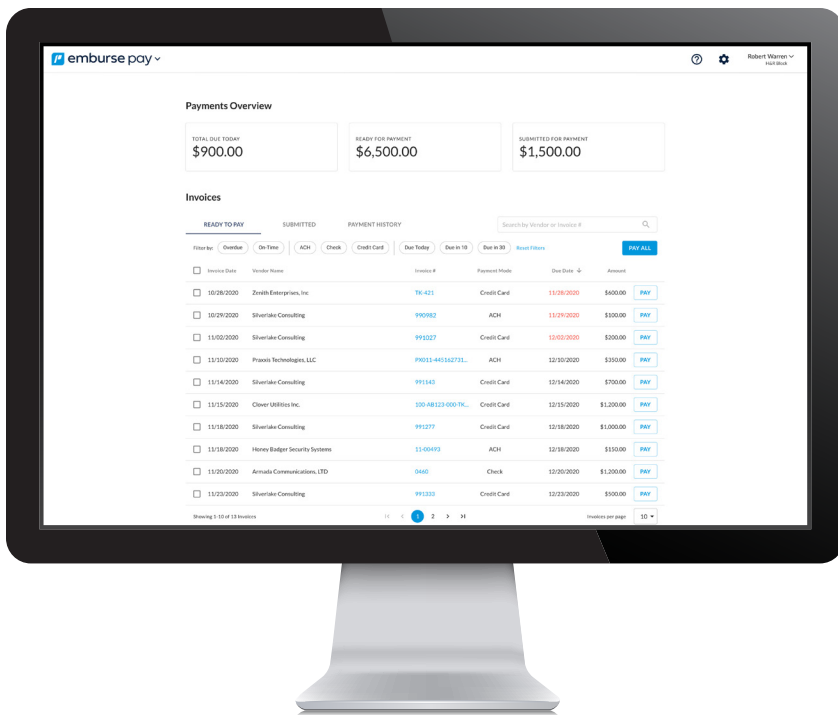 emburse pay
Robert Warren
H&R Block
Payments Overview
TOTAL DUE TODAY
$900.00
READY FOR PAYMENT
$6,500.00
SUBMITTED FOR PAYMENT
$1,500.00
Invoices
READY TO PAY SUBMITTED PAYMENT HISTORY Search by Vendor or Invoice #
Filter by: Overdue On-Time ACH Check Credit Card Due Today Due in 10 Due in 30 Reset Filters PAY ALL
Invoice Date Vendor Name Invoice # Payment Mode Due Date Amount
10/28/2020 Zenith Enterprises, Inc TK-421 Credit Card 11/28/2020 $600.00 PAY
10/29/2020 Silverlake Consulting 990982 ACH 11/29/2020 $100.00 PAY
11/02/2020 Silverlake Consulting 991027 Credit Card 12/02/2020 $200.00 PAY
11/10/2020 Praxxis Technologies, LLC PX011-445162731... ACH 12/10/2020 $350.00 PAY
11/14/2020 Silverlake Consulting 991143 Credit Card 12/14/2020 $700.00 PAY
11/15/2020 Clover Utilities Inc. 100-AB123-000-TK... Credit Card 12/15/2020 $1,200.00 PAY
11/18/2020 Silverlake Consulting 991277 Credit Card 12/18/2020 $1,000.00 PAY
11/18/2020 Honey Badger Security Systems 11-00493 ACH 12/18/2020 $150.00 PAY
11/20/2020 Armada Communications, LTD 0460 Check 12/20/2020 $1,200.00 PAY
11/23/2020 Silverlake Consulting 991333 Credit Card 12/23/2020 $500.00 PAY
Showing 1-10 of 13 Invoices 1 2 Invoices per page 10